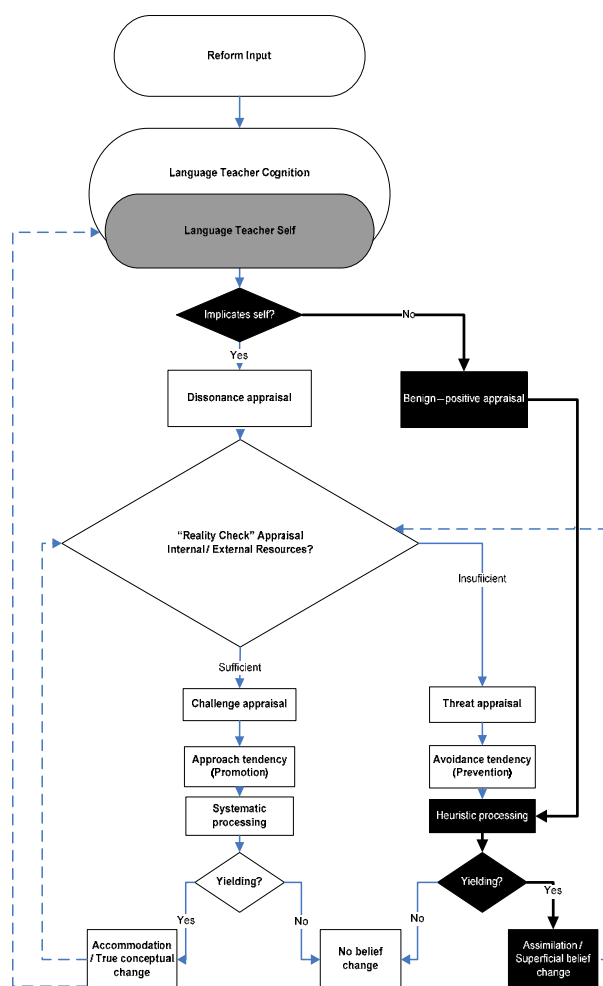 Reform Input
Language Teacher Cognition
Language Teacher Self
Implicates self?
No
Yes
Dissonance appraisal
Benign—positive appraisal
“Reality Check” Appraisal
Internal/ External Resources?
Insufiicient
Sufficient
Challenge appraisal
Threat appraisal
Approach tendency
(Promotion)
Avoidance tendency
(Prevention)
Systematic
processing
Heuristic processing
Yielding?
Yielding?
Yes
No
No
Yes
Accommodation
/ True conceptual
change
No belief
change
Assimilation /
Superficial belief
change